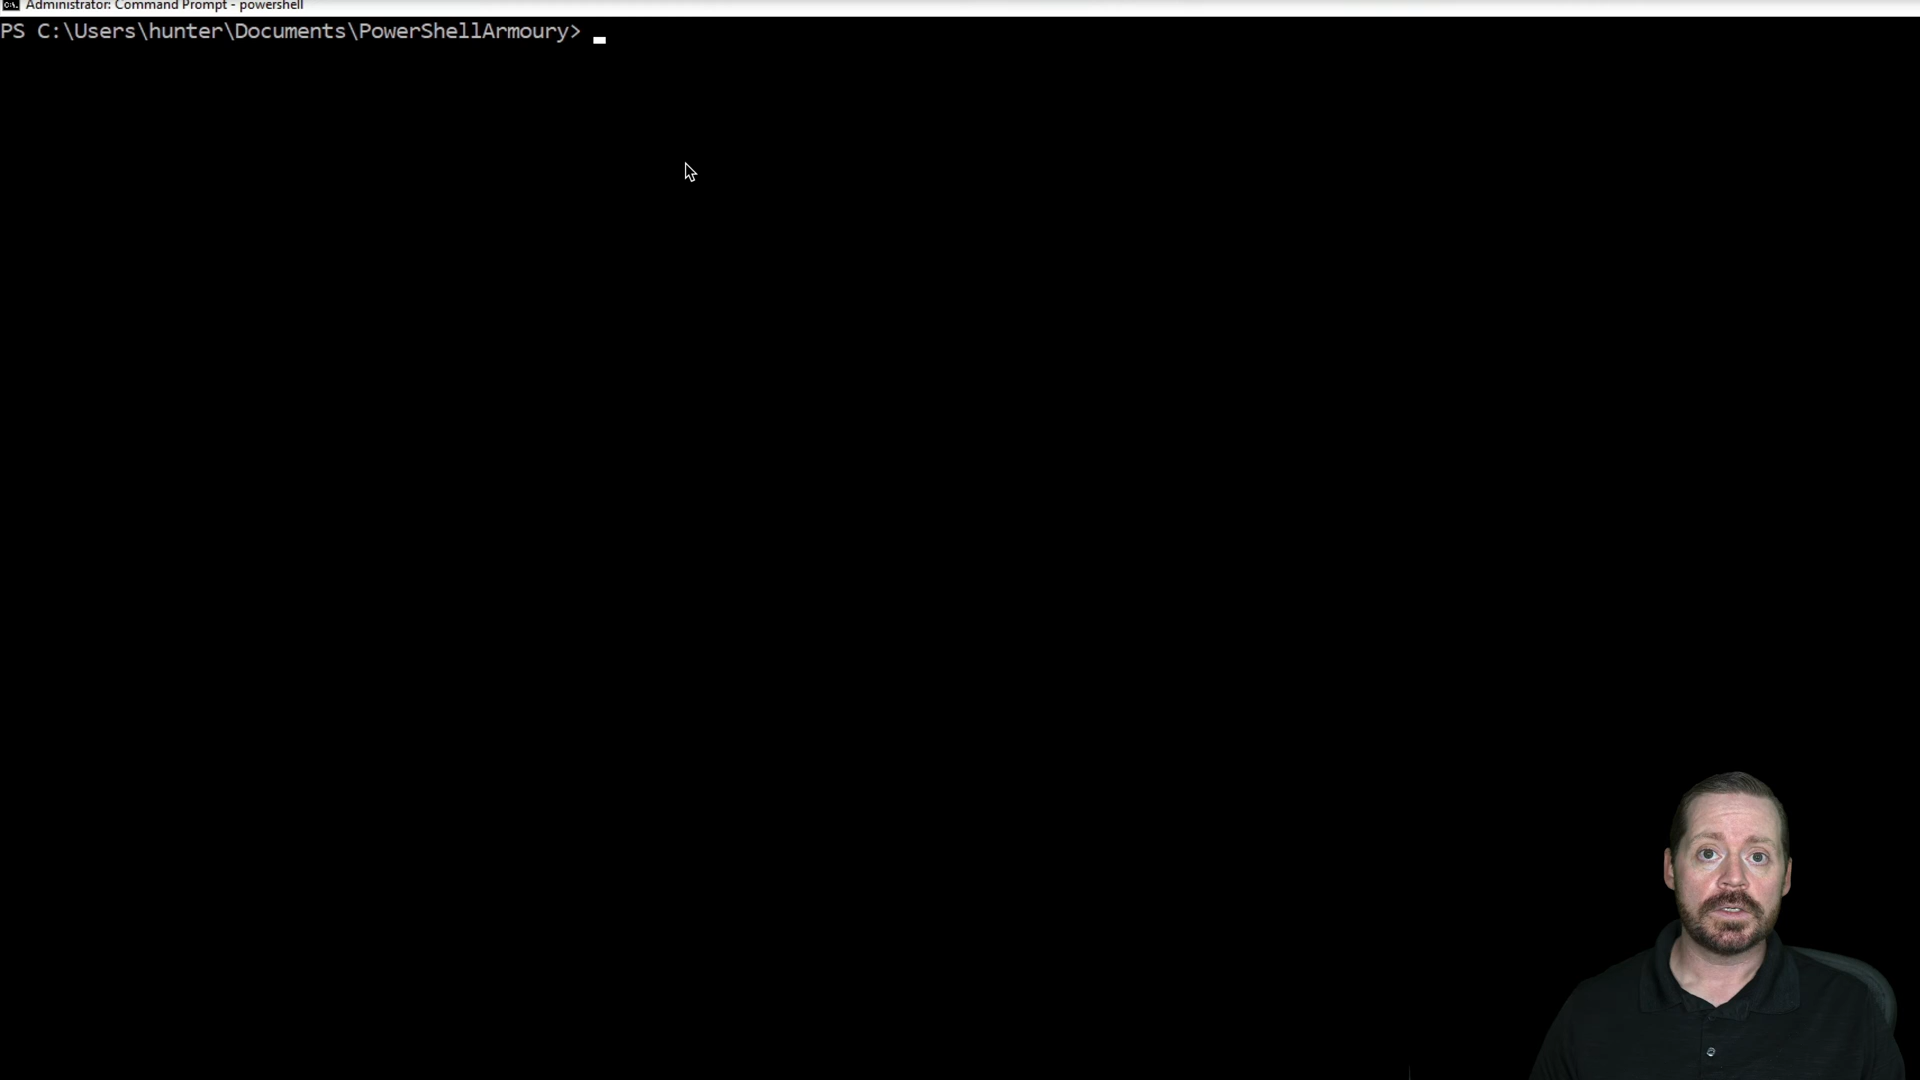 Administrator: Command Prompt - powershell
PS C:\Users\hunter\Documents\PowerShellArmoury>